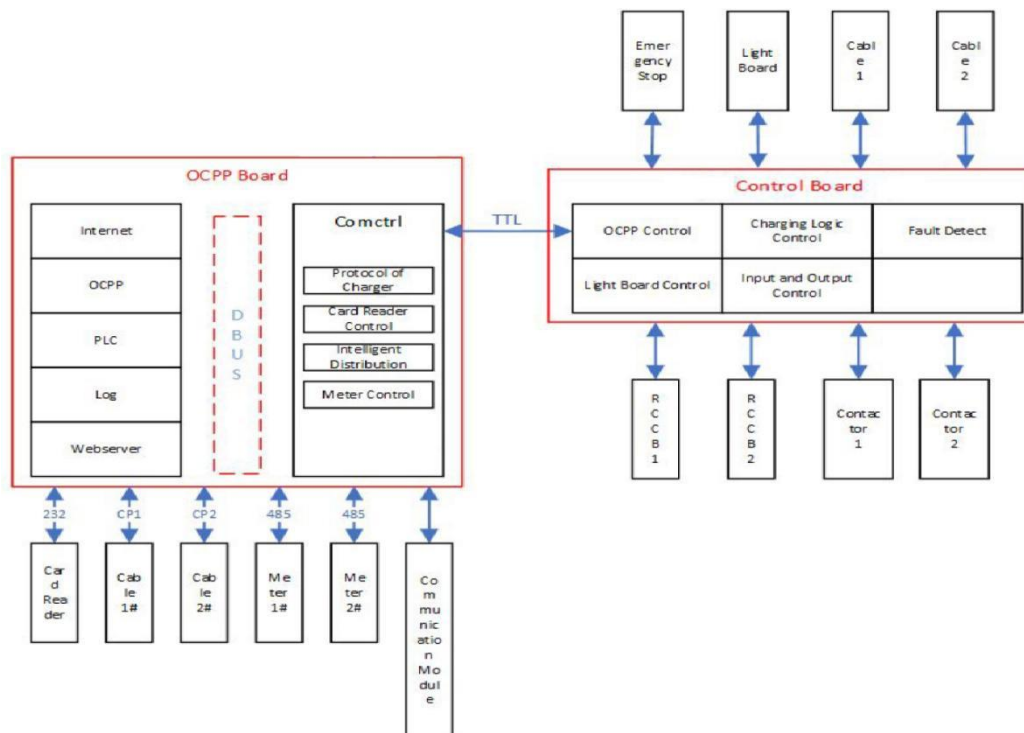 OCPP Board
Internet
OCPP
PLC
Log
Webserver
D
B
U
S
Comctrl
Protocol of
Charger
Card Reader
Control
Intelligent
Distribution
Meter Control
232
CP1
CP2
485
485
Car
d
Rea
der
Cab
le
1#
Cab
le
2#
Me
ter
1#
Me
ter
2#
Co
m
mu
nic
atio
n
Mo
dul
e
TTL
Emer
gency
Stop
Light
Board
Cabl
e
1
Cabl
e
2
Control Board
OCPP Control
Charging Logic
Control
Fault Detect
Light Board Control
Input and Output
Control
R
C
C
B
1
R
C
C
B
2
Contac
tor
1
Contac
tor
2